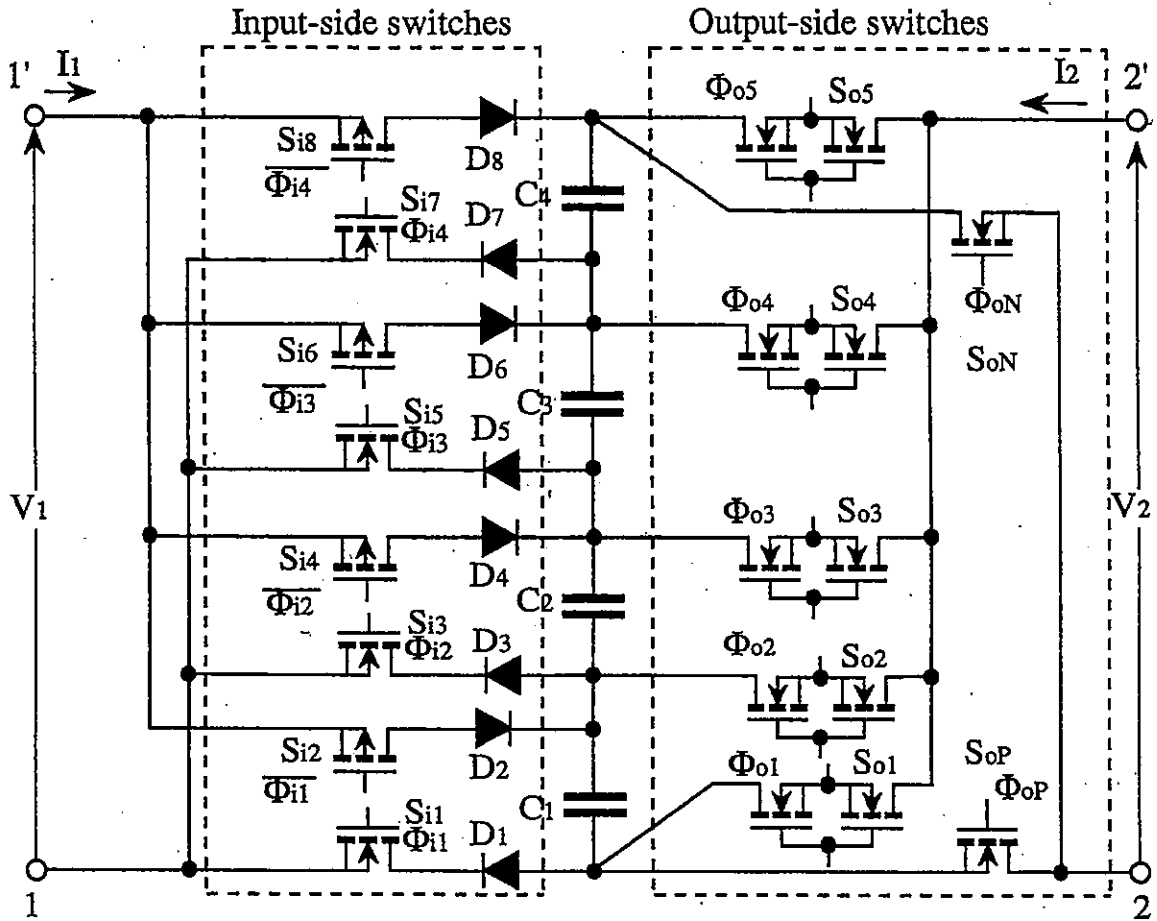 Input-side switches
Output-side switches
1' I1
I2 2'
Φo5 So5
Si8
Φi4
D8
Si7
Φi4
D7
C4
ΦoN
SoN
Φo4 So4
Si6
Φi3
D6
Si5
Φi3
D5
C3
V1
V2
Φo3 So3
Si4
Φi2
D4
Si3
Φi2
D3
C2
Φo2 So2
Si2
Φi1
D2
Si1
Φi1
D1
C1
Φo1 So1
SoP
ΦoP
1
2